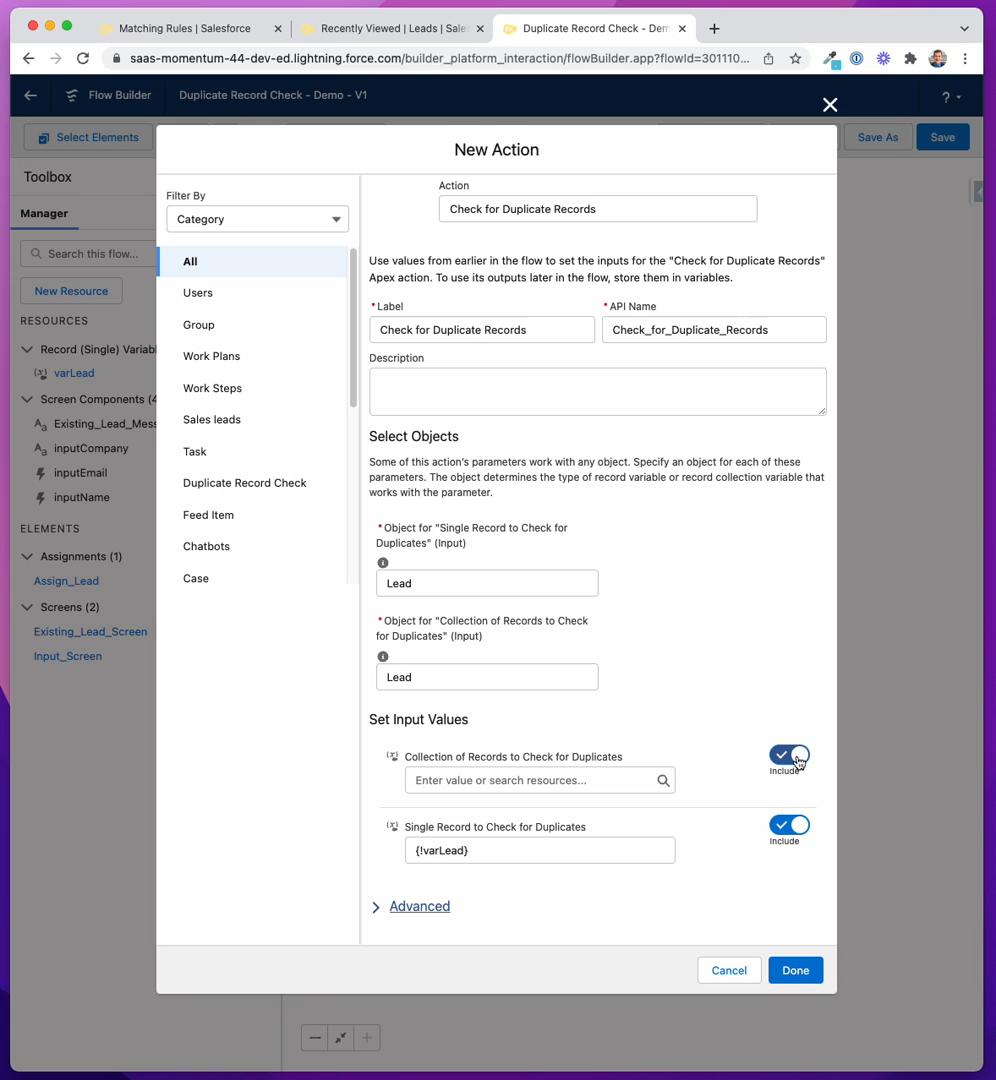 Matching Rules | Salesforce
Recently Viewed | Leads | Sale
Duplicate Record Check - Dem
saas-momentum-44-dev-ed.lightning.force.com/builder_platform_interaction/flowBuilder.app?flowId=301110...
Flow Builder
Duplicate Record Check - Demo - V1
?
Select Elements
Save As
Save
Toolbox
Manager
Search this flow...
New Resource
RESOURCES
Record (Single) Variabl
varLead
Screen Components (4
Existing_Lead_Mess
inputCompany
inputEmail
inputName
ELEMENTS
Assignments (1)
Assign_Lead
Screens (2)
Existing_Lead_Screen
Input_Screen
New Action
Filter By
Category
All
Users
Group
Work Plans
Work Steps
Sales leads
Task
Duplicate Record Check
Feed Item
Chatbots
Case
Action
Check for Duplicate Records
Use values from earlier in the flow to set the inputs for the "Check for Duplicate Records"
Apex action. To use its outputs later in the flow, store them in variables.
* Label
* API Name
Check for Duplicate Records
Check_for_Duplicate_Records
Description
Select Objects
Some of this action's parameters work with any object. Specify an object for each of these
parameters. The object determines the type of record variable or record collection variable that
works with the parameter.
* Object for "Single Record to Check for
Duplicates" (Input)
Lead
* Object for "Collection of Records to Check
for Duplicates" (Input)
Lead
Set Input Values
Collection of Records to Check for Duplicates
Enter value or search resources...
Include
Single Record to Check for Duplicates
{!varLead}
Include
Advanced
Cancel
Done